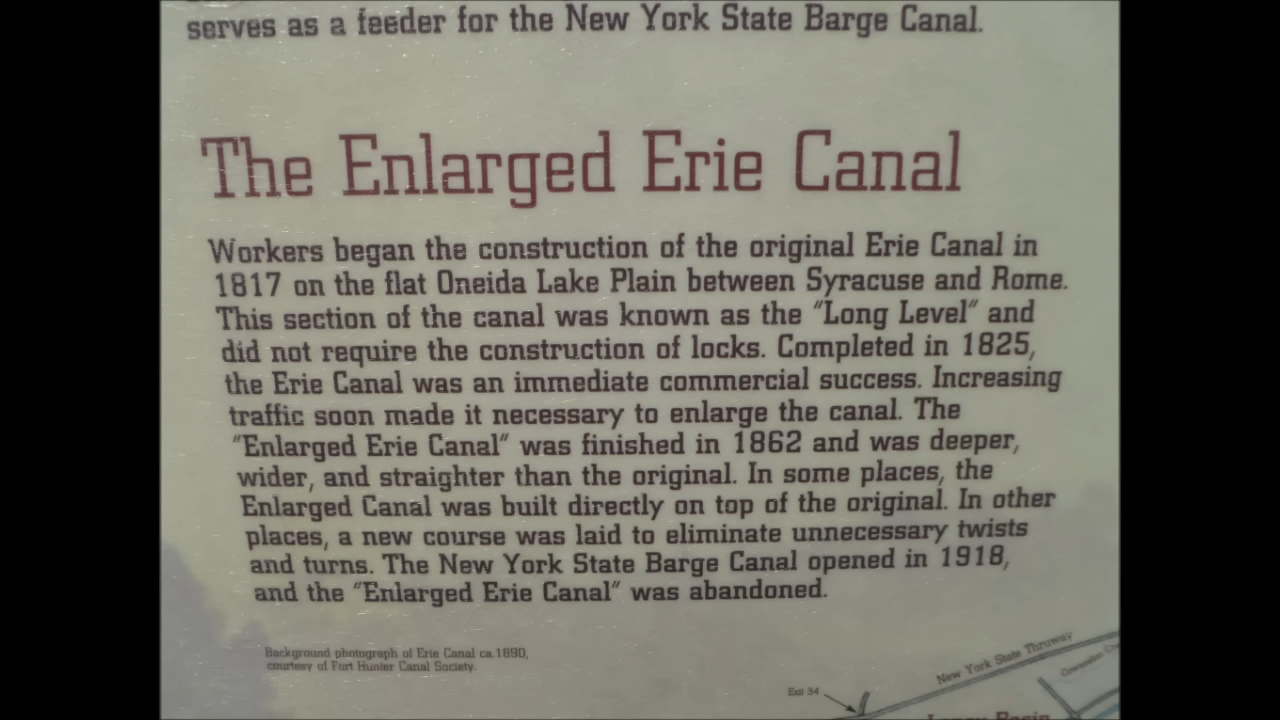 serves as a feeder for the New York State Barge Canal.
The Enlarged Erie Canal
Workers began the construction of the original Erie Canal in
1817 on the flat Oneida Lake Plain between Syracuse and Rome.
This section of the canal was known as the "Long Level" and
did not require the construction of locks. Completed in 1825,
the Erie Canal was an immediate commercial success. Increasing
traffic soon made it necessary to enlarge the canal. The
"Enlarged Erie Canal" was finished in 1862 and was deeper,
wider, and straighter than the original. In some places, the
Enlarged Canal was built directly on top of the original. In other
places, a new course was laid to eliminate unnecessary twists
and turns. The New York State Barge Canal opened in 1918,
and the "Enlarged Erie Canal" was abandoned.
Background photograph of Erie Canal ca.1890,
courtesy of Fort Hunter Canal Society.
New York State Thruway
Exit 34
Basin